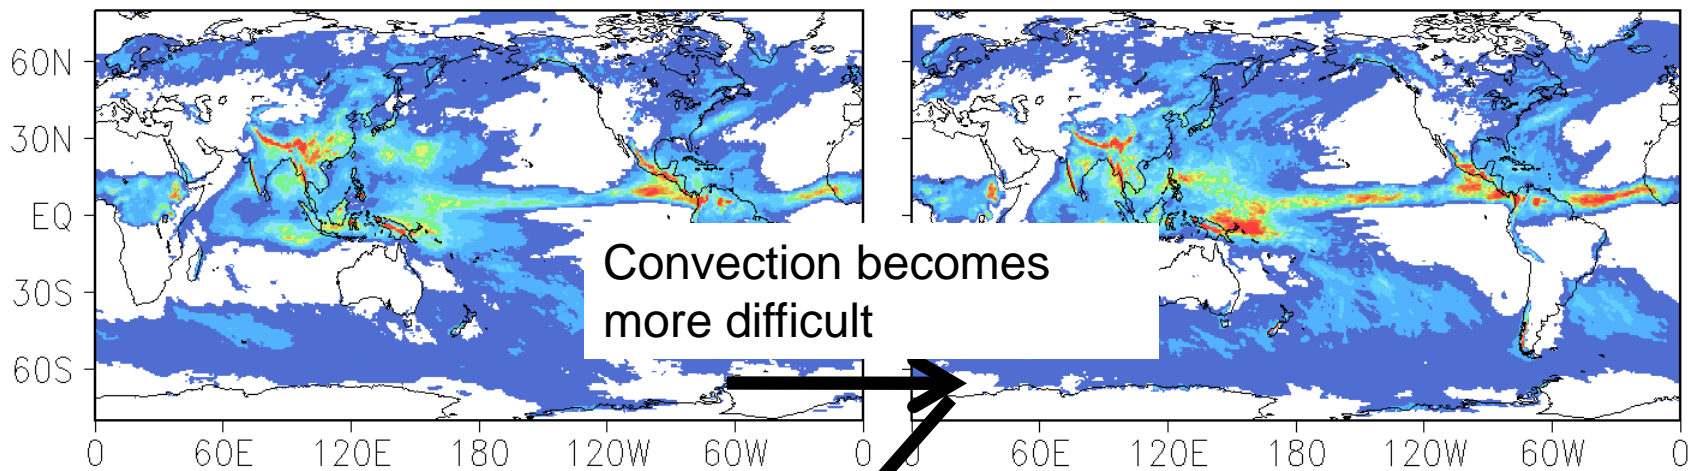 60N
30N
EQ
30S
60S
Convection becomes
more difficult
0 60E 120E 180 120W 60W 0
0 60E 120E 180 120W 60W 0